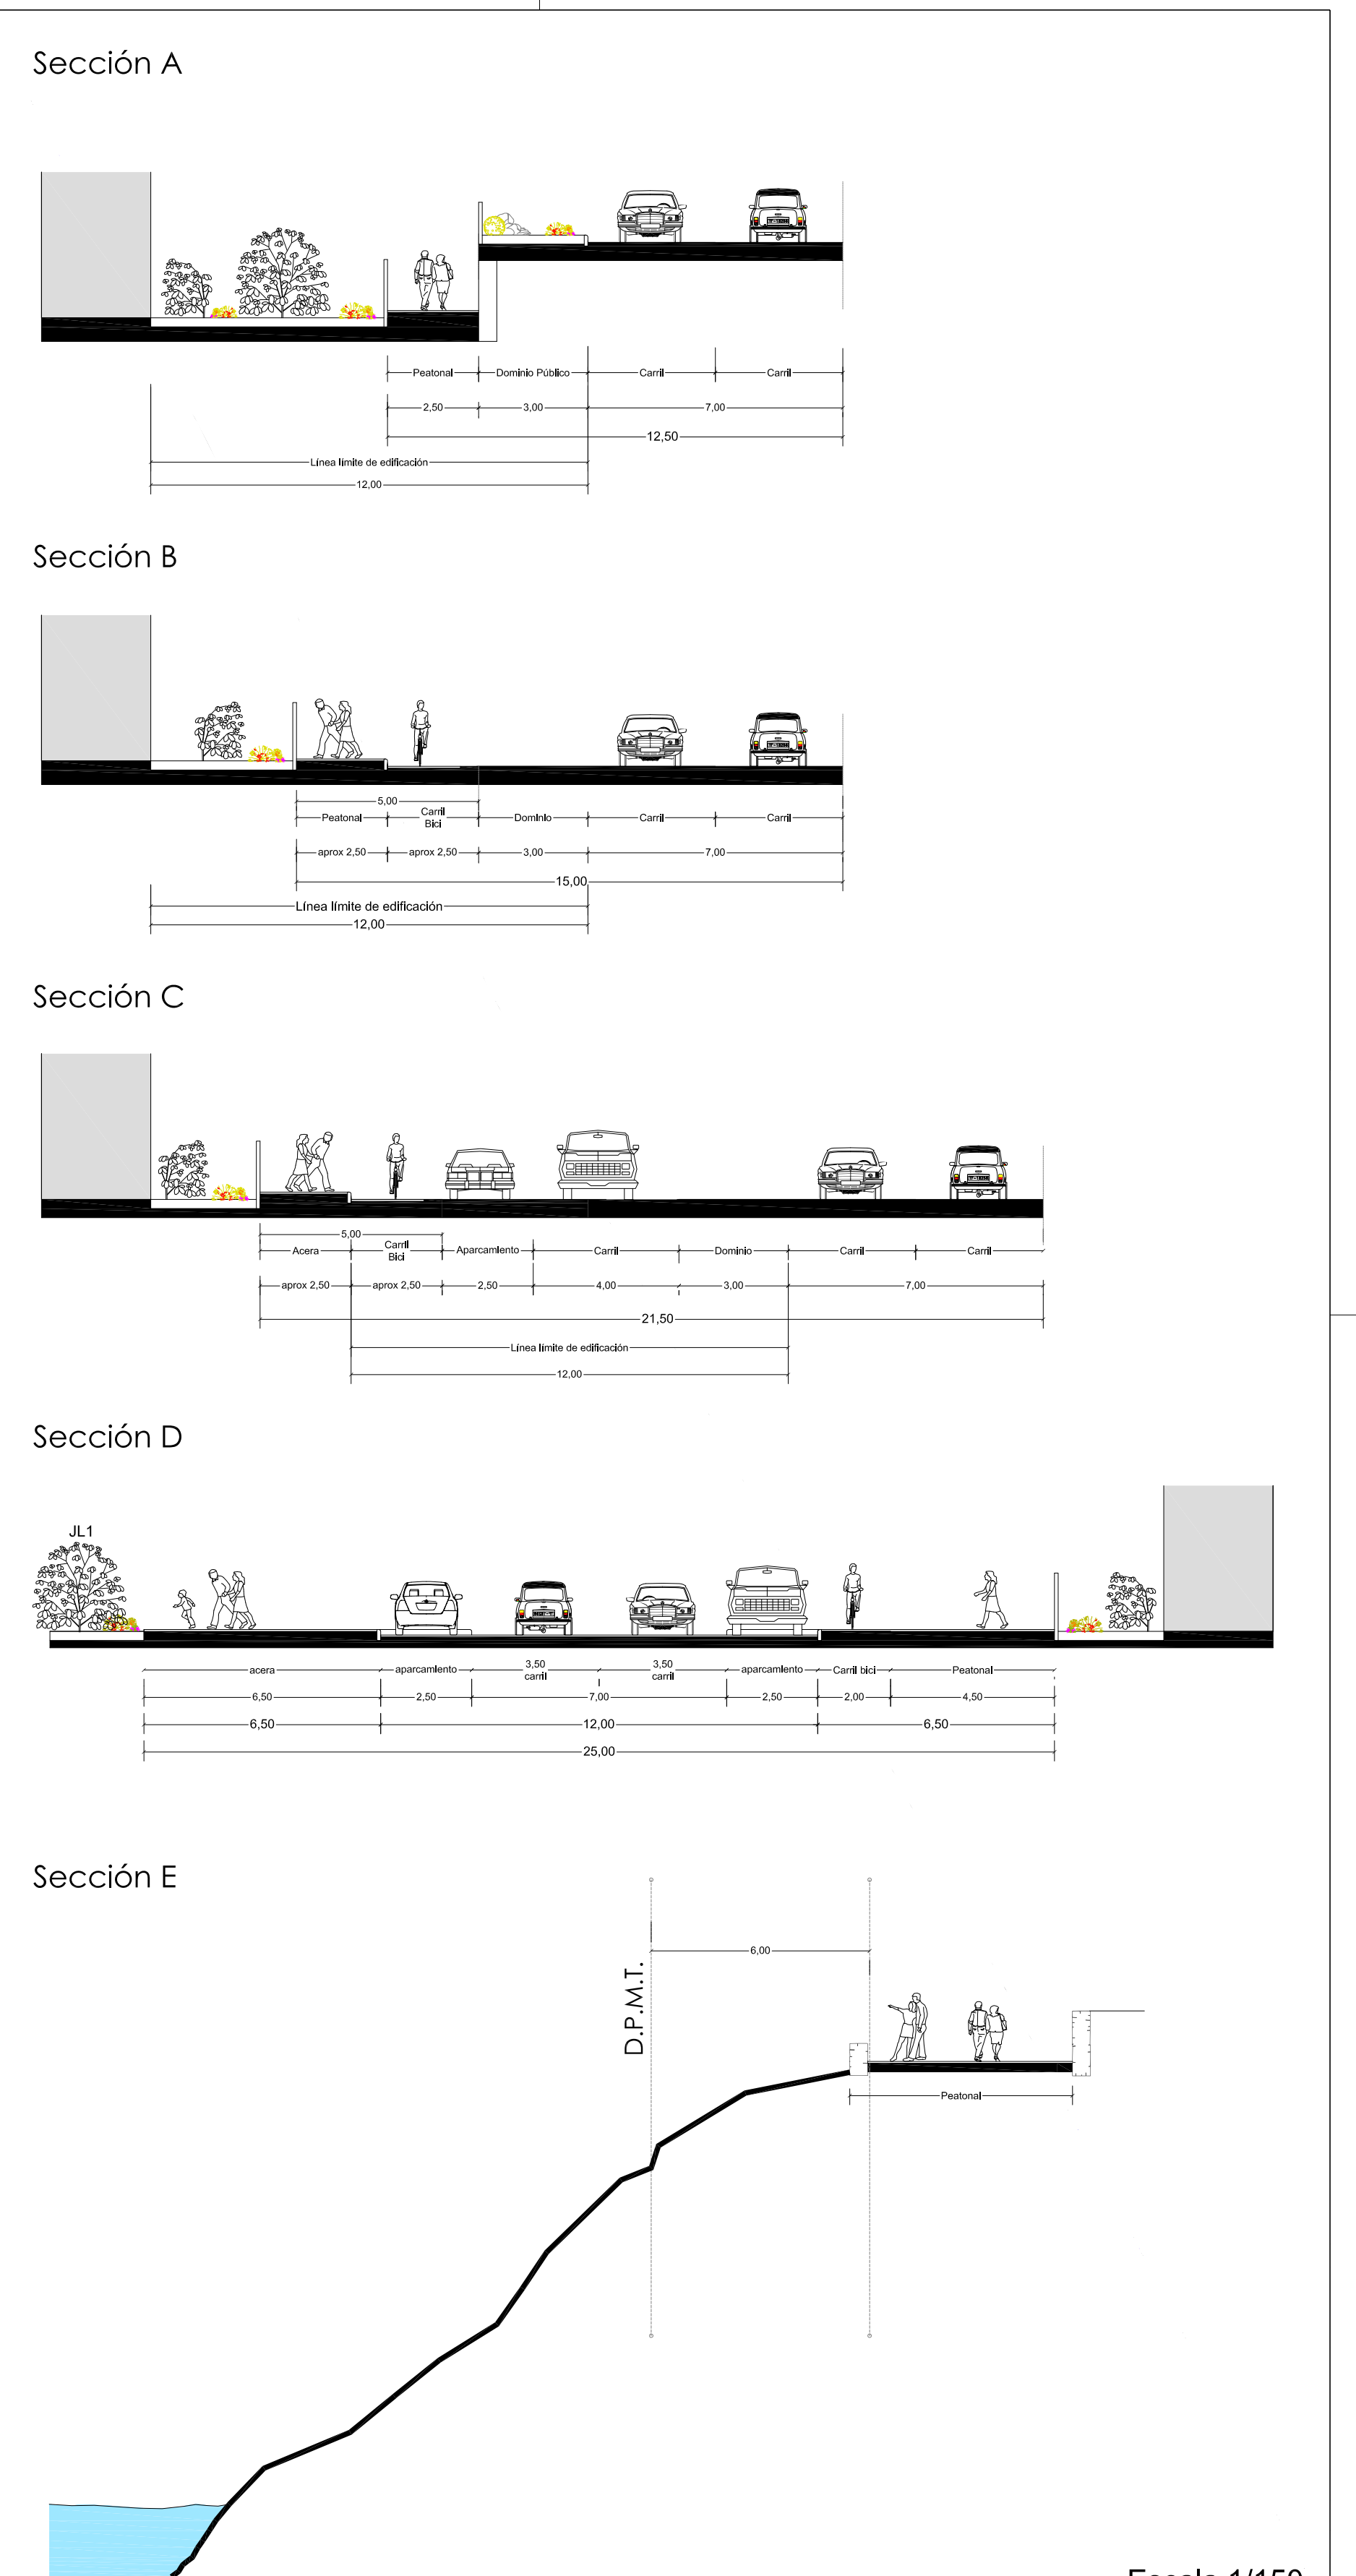 Sección A
Peatonal Dominio Público Carril Carril
2,50 3,00 7,00
12,50
Línea límite de edificación
12,00
Sección B
5,00
Peatonal Carril Bici Dominio Carril Carril
aprox 2,50 aprox 2,50 3,00 7,00
15,00
Línea límite de edificación
12,00
Sección C
5,00
Acera Carril Bici Aparcamiento Carril Dominio Carril Carril
aprox 2,50 aprox 2,50 2,50 4,00 3,00 7,00
21,50
Línea límite de edificación
12,00
Sección D
JL1
acera aparcamiento 3,50 carril 3,50 carril aparcamiento Carril bici Peatonal
6,50 2,50 7,00 2,50 2,00 4,50
6,50 12,00 6,50
25,00
Sección E
6,00
D.P.M.T.
Peatonal
Escala 1/150